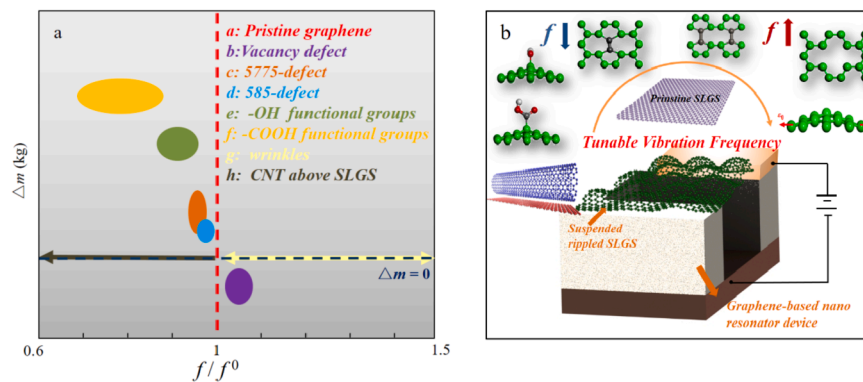 a
a: Pristine graphene
b:Vacancy defect
c: 5775-defect
d: 585-defect
e: -OH functional groups
f: -COOH functional groups
g: wrinkles
h: CNT above SLGS
△m (kg)
△m = 0
0.6
1
1.5
f / f⁰
b
f
f
Prinstine SLGS
Tunable Vibration Frequency
Suspended
rippled SLGS
Graphene-based nano
resonator device